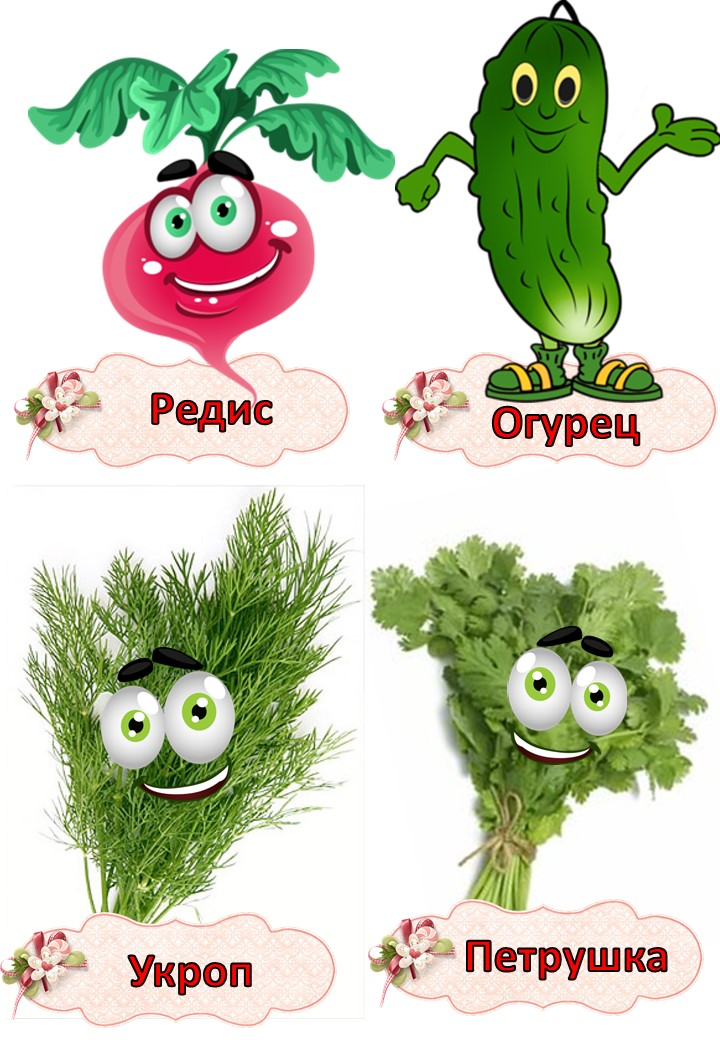 Редис
Огурец
Укроп
Петрушка